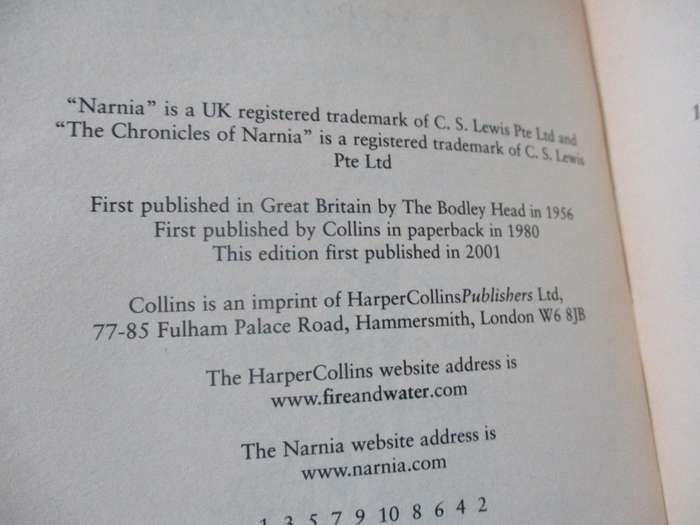 “Narnia” is a UK registered trademark of C. S. Lewis Pte Ltd and
“The Chronicles of Narnia” is a registered trademark of C. S. Lewis
Pte Ltd
First published in Great Britain by The Bodley Head in 1956
First published by Collins in paperback in 1980
This edition first published in 2001
Collins is an imprint of HarperCollinsPublishers Ltd,
77-85 Fulham Palace Road, Hammersmith, London W6 8JB
The HarperCollins website address is
www.fireandwater.com
The Narnia website address is
www.narnia.com
1 3 5 7 9 10 8 6 4 2